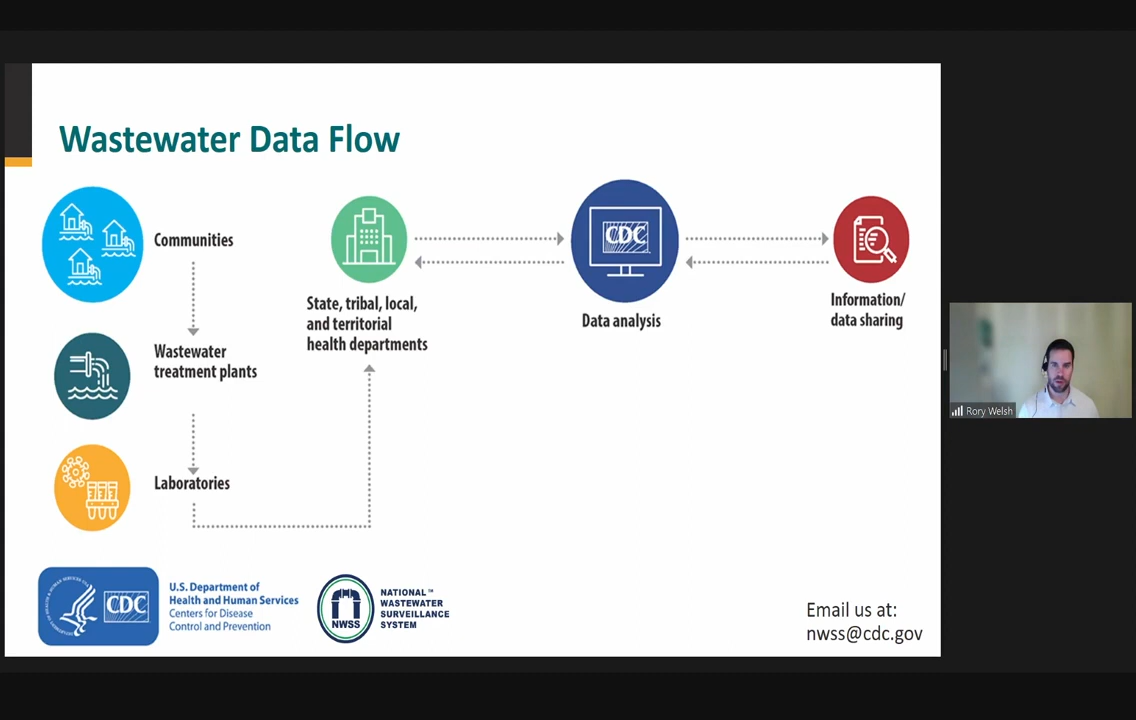 Wastewater Data Flow
Communities
Wastewater
treatment plants
Laboratories
State, tribal, local,
and territorial
health departments
CDC
Data analysis
Information/
data sharing
CDC
U.S. Department of
Health and Human Services
Centers for Disease
Control and Prevention
NWSS
NATIONAL™
WASTEWATER
SURVEILLANCE
SYSTEM
Email us at:
nwss@cdc.gov
Rory Welsh